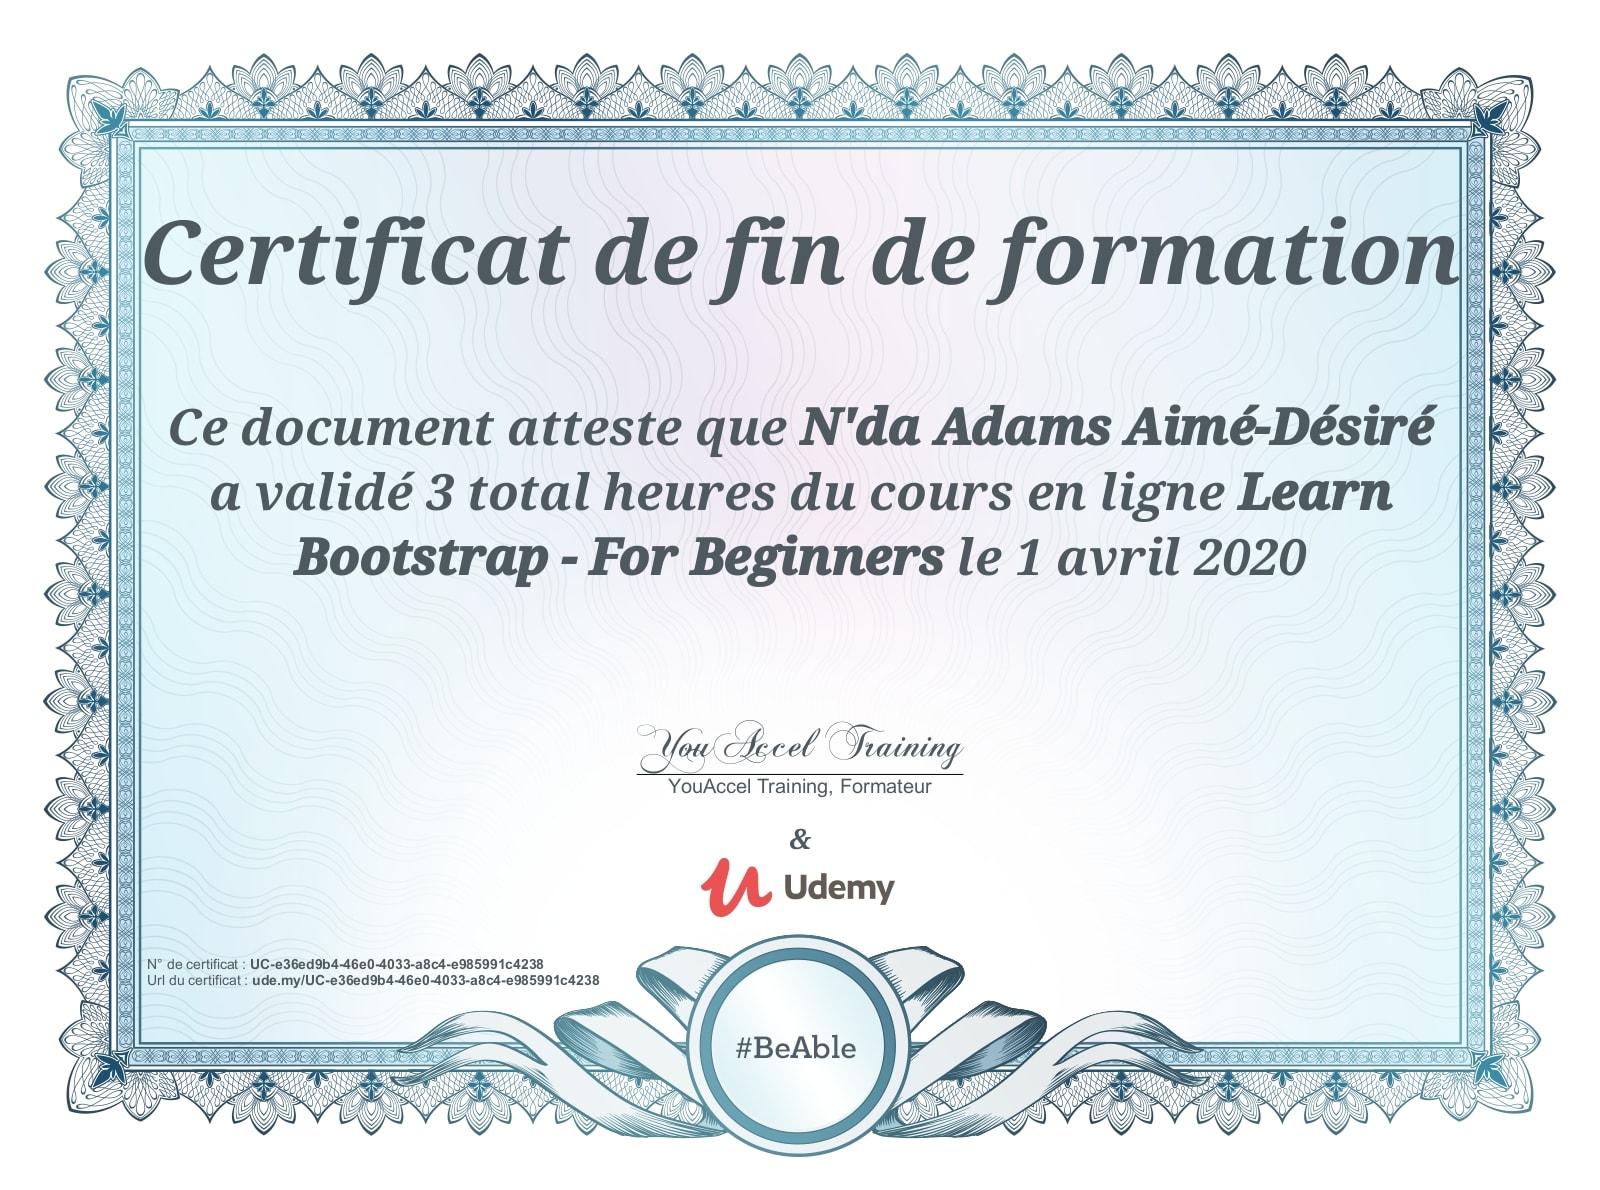 Certificat de fin de formation
Ce document atteste que N'da Adams Aimé-Désiré
a validé 3 total heures du cours en ligne Learn
Bootstrap - For Beginners le 1 avril 2020
YouAccel Training
YouAccel Training, Formateur
&
Udemy
N° de certificat : UC-e36ed9b4-46e0-4033-a8c4-e985991c4238
Url du certificat : ude.my/UC-e36ed9b4-46e0-4033-a8c4-e985991c4238
#BeAble